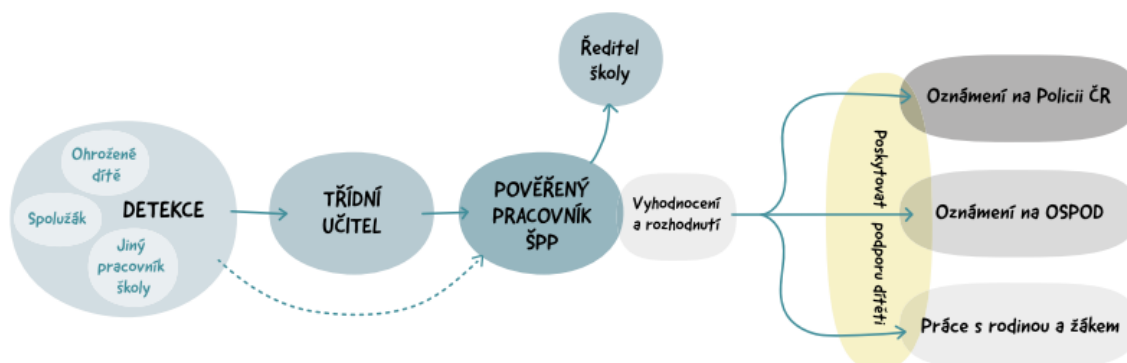 Ohrožené
dítě
Spolužák
DETEKCE
Jiný
pracovník
školy
TŘÍDNÍ
UČITEL
POVĚŘENÝ
PRACOVNÍK
ŠPP
Ředitel
školy
Vyhodnocení
a rozhodnutí
Poskytovat podporu dítěti
Oznámení na Policii ČR
Oznámení na OSPOD
Práce s rodinou a žákem